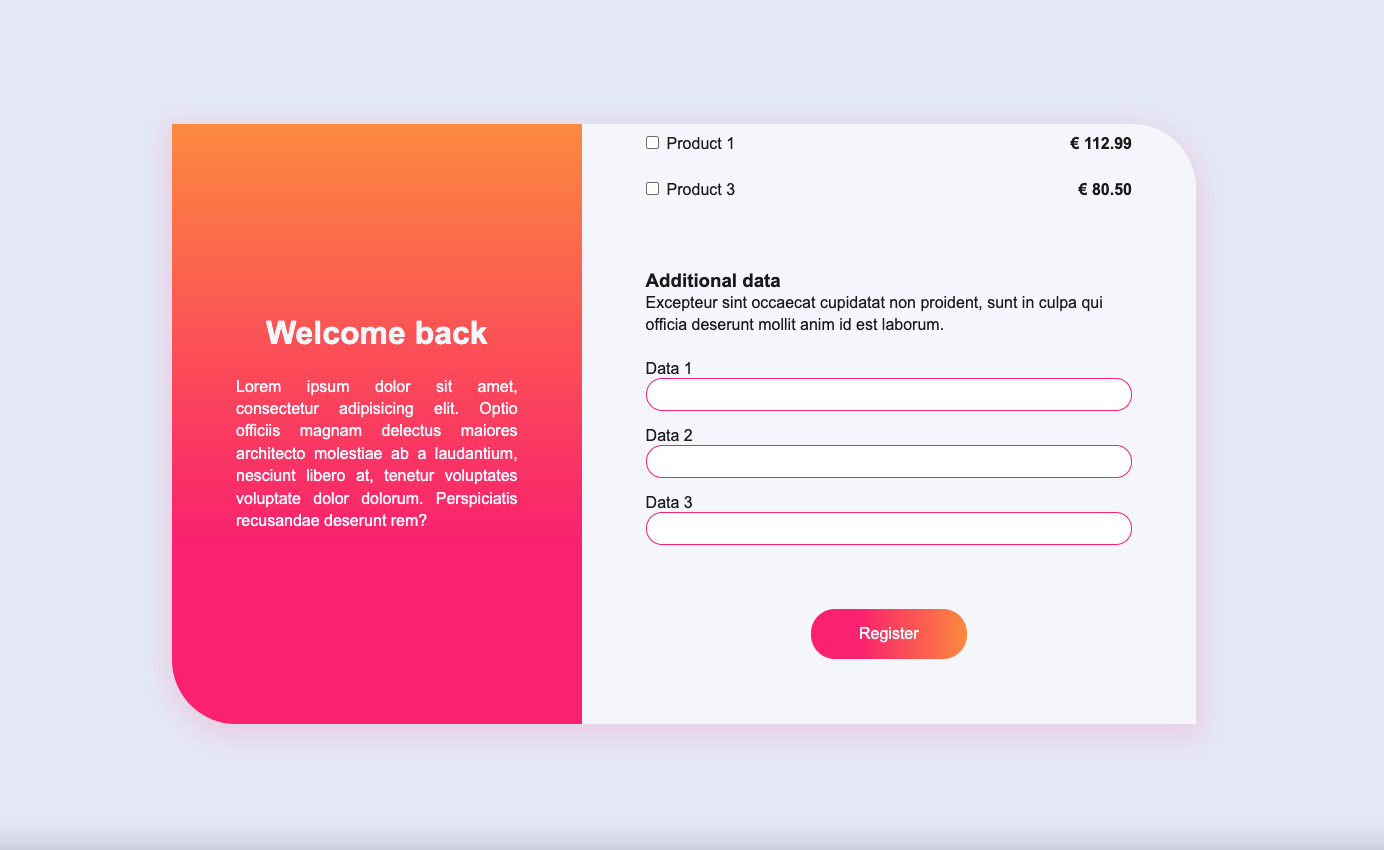 Welcome back
Lorem ipsum dolor sit amet,
consectetur adipisicing elit. Optio
officiis magnam delectus maiores
architecto molestiae ab a laudantium,
nesciunt libero at, tenetur voluptates
voluptate dolor dolorum. Perspiciatis
recusandae deserunt rem?
Product 1 € 112.99
Product 3 € 80.50
Additional data
Excepteur sint occaecat cupidatat non proident, sunt in culpa qui
officia deserunt mollit anim id est laborum.
Data 1
Data 2
Data 3
Register